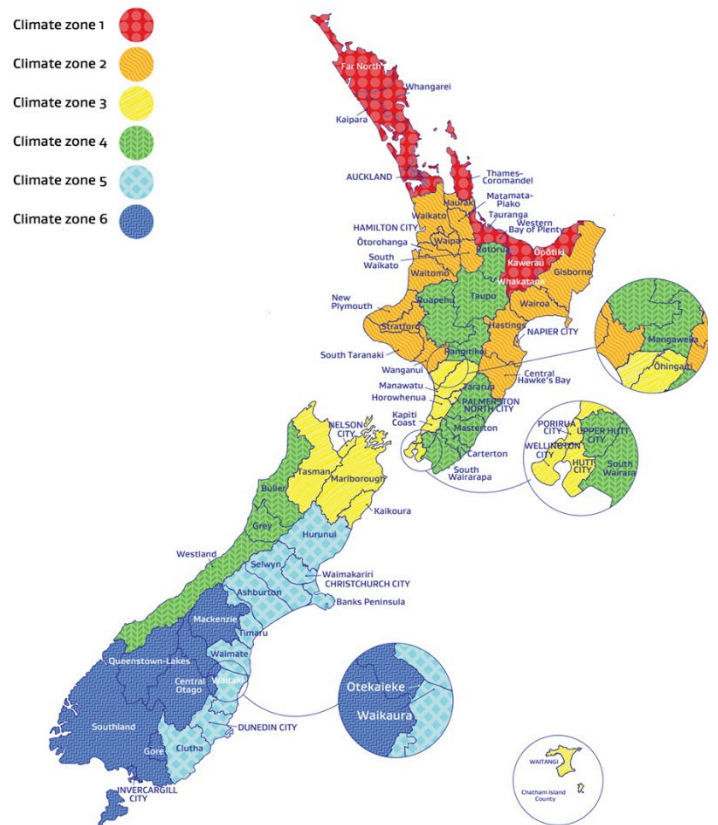 Climate zone 1
Climate zone 2
Climate zone 3
Climate zone 4
Climate zone 5
Climate zone 6
Far North
Whangarei
Kaipara
AUCKLAND
Thames-
Coromandel
Hauraki
Matamata-
Piako
Waikato
Tauranga
Western
Bay of Plenty
HAMILTON CITY
Waipa
Rotorua
Ōpōtiki
Ōtorohanga
Kawerau
South
Waikato
Gisborne
Waitomo
Whakatane
New
Plymouth
Ruapehu
Taupo
Wairoa
Stratford
Hastings
NAPIER CITY
Mangaweka
South Taranaki
Rangitikei
Ōhingaiti
Wanganui
Central
Hawke's Bay
Manawatu
Tararua
Horowhenua
PALMERSTON
NORTH CITY
Kapiti
Coast
Masterton
PORIRUA
CITY
UPPER HUTT
CITY
NELSON
CITY
Carterton
WELLINGTON
CITY
HUTT
CITY
South
Wairara
Tasman
South
Wairarapa
Marlborough
Buller
Kaikoura
Grey
Hurunui
Westland
Selwyn
Waimakariri
CHRISTCHURCH CITY
Ashburton
Banks Peninsula
Mackenzie
Timaru
Waimate
Queenstown-Lakes
Waitaki
Central
Otago
Otekaieke
Waikaura
Southland
DUNEDIN CITY
Gore
Clutha
INVERCARGILL
CITY
WAITANGI
Chatham Island
County